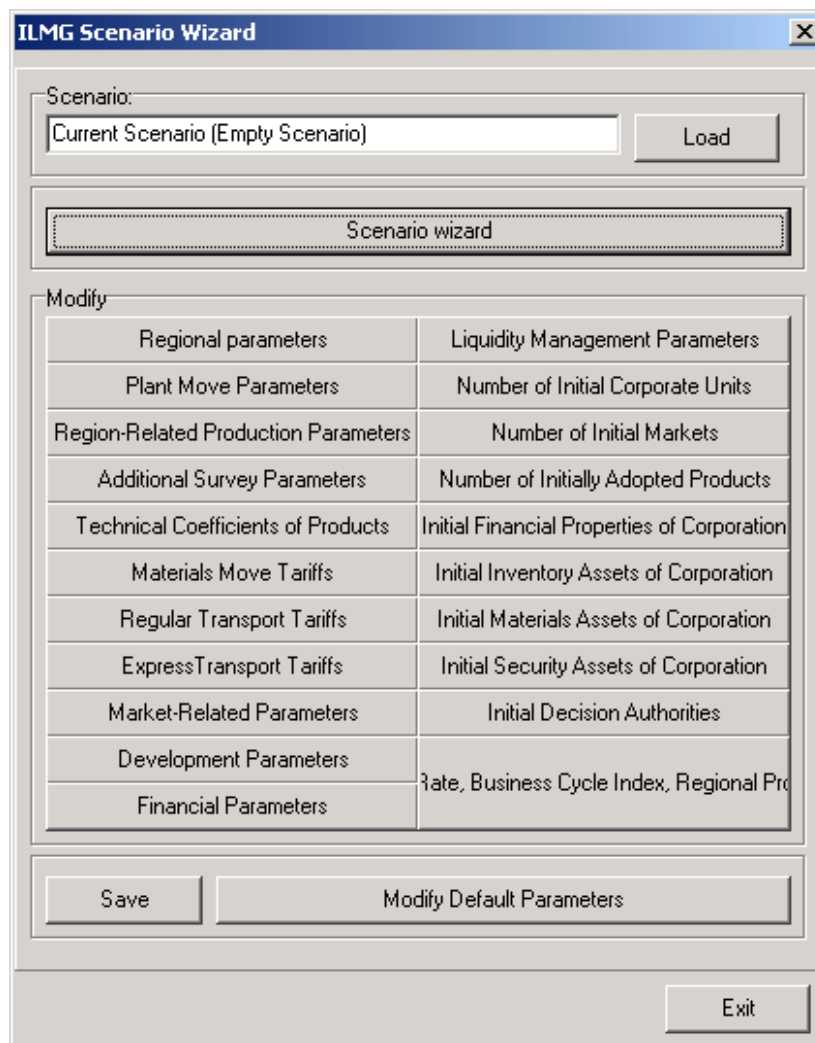 ILMG Scenario Wizard
Scenario:
Current Scenario (Empty Scenario)
Load
Scenario wizard
Modify
Regional parameters
Liquidity Management Parameters
Plant Move Parameters
Number of Initial Corporate Units
Region-Related Production Parameters
Number of Initial Markets
Additional Survey Parameters
Number of Initially Adopted Products
Technical Coefficients of Products
Initial Financial Properties of Corporation
Materials Move Tariffs
Initial Inventory Assets of Corporation
Regular Transport Tariffs
Initial Materials Assets of Corporation
ExpressTransport Tariffs
Initial Security Assets of Corporation
Market-Related Parameters
Initial Decision Authorities
Development Parameters
Rate, Business Cycle Index, Regional Pro
Financial Parameters
Save
Modify Default Parameters
Exit